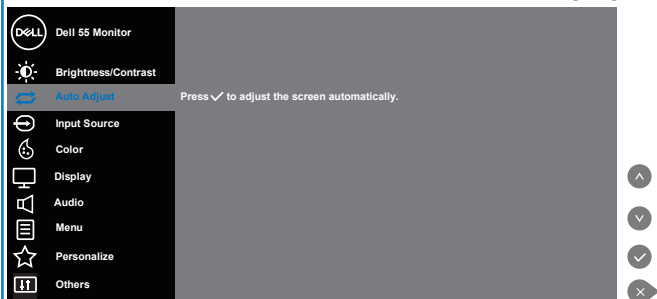 DELL
Dell 55 Monitor
Brightness/Contrast
Auto Adjust
Press ✓ to adjust the screen automatically.
Input Source
Color
Display
Audio
Menu
Personalize
Others